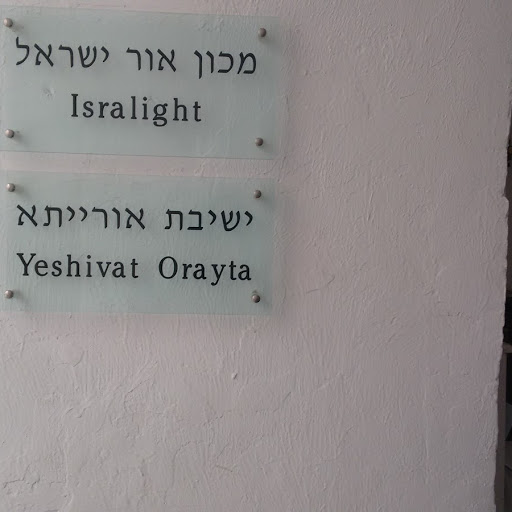 מכון אור ישראל
Isralight
ישיבת אורייתא
Yeshivat Orayta